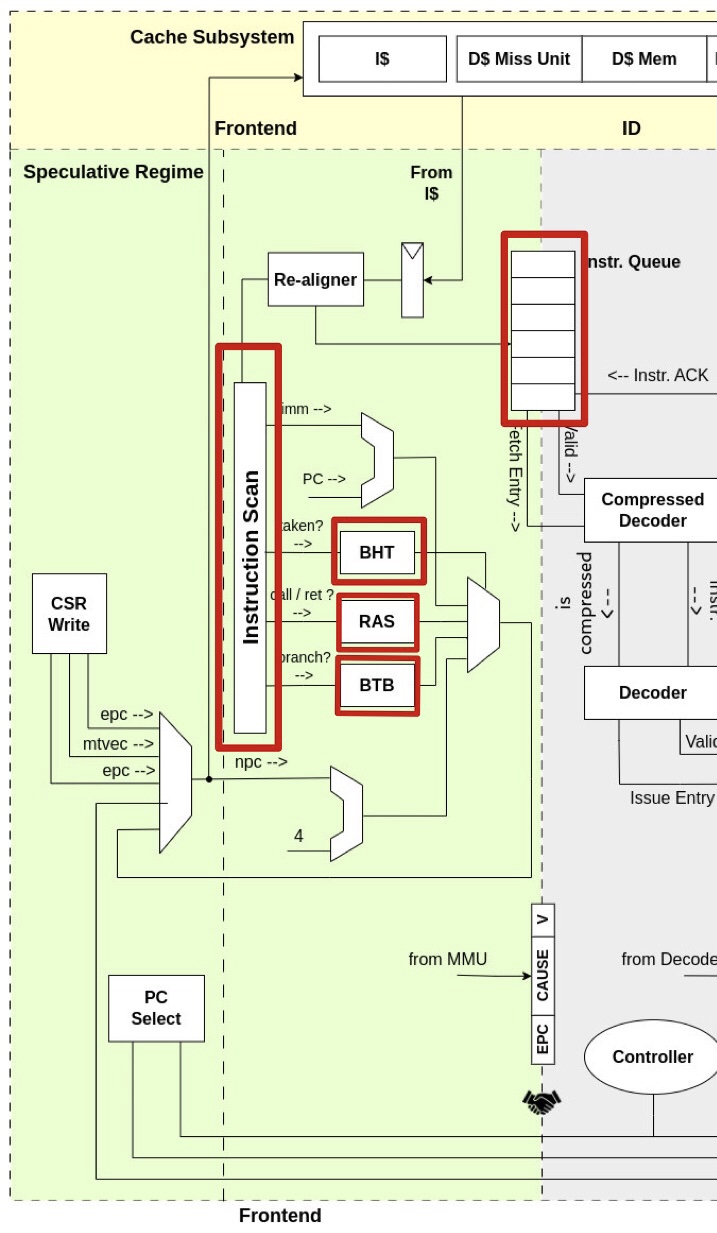 Cache Subsystem
I$
D$ Miss Unit
D$ Mem
Frontend
ID
Speculative Regime
From
I$
Re-aligner
nstr. Queue
<-- Instr. ACK
imm -->
PC -->
Instruction Scan
taken?
-->
BHT
call / ret ?
-->
RAS
branch?
-->
BTB
etch Entry -->
Valid -->
Compressed
Decoder
is
compressed
-->
Instr.
-->
CSR
Write
Decoder
epc -->
mtvec -->
epc -->
npc -->
4
Valid
Issue Entry
V
CAUSE
EPC
from MMU
from Decode
PC
Select
Controller
Frontend